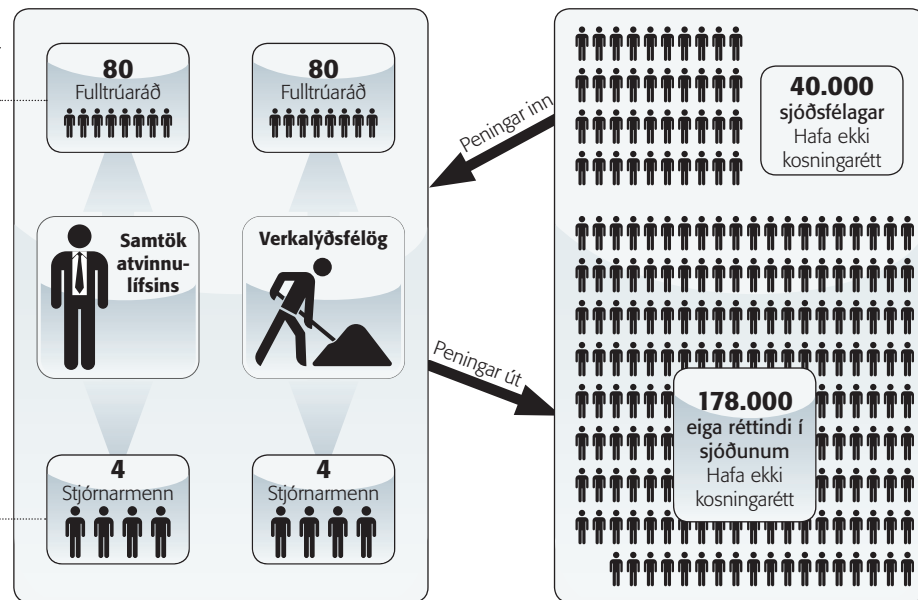 80
Fulltrúaráð
80
Fulltrúaráð
Samtök
atvinnu-
lífsins
Verkalýðsfélög
4
Stjórnarmenn
4
Stjórnarmenn
Peningar inn
Peningar út
40.000
sjóðsfélagar
Hafa ekki
kosningarétt
178.000
eiga réttindi í
sjóðunum
Hafa ekki
kosningarétt